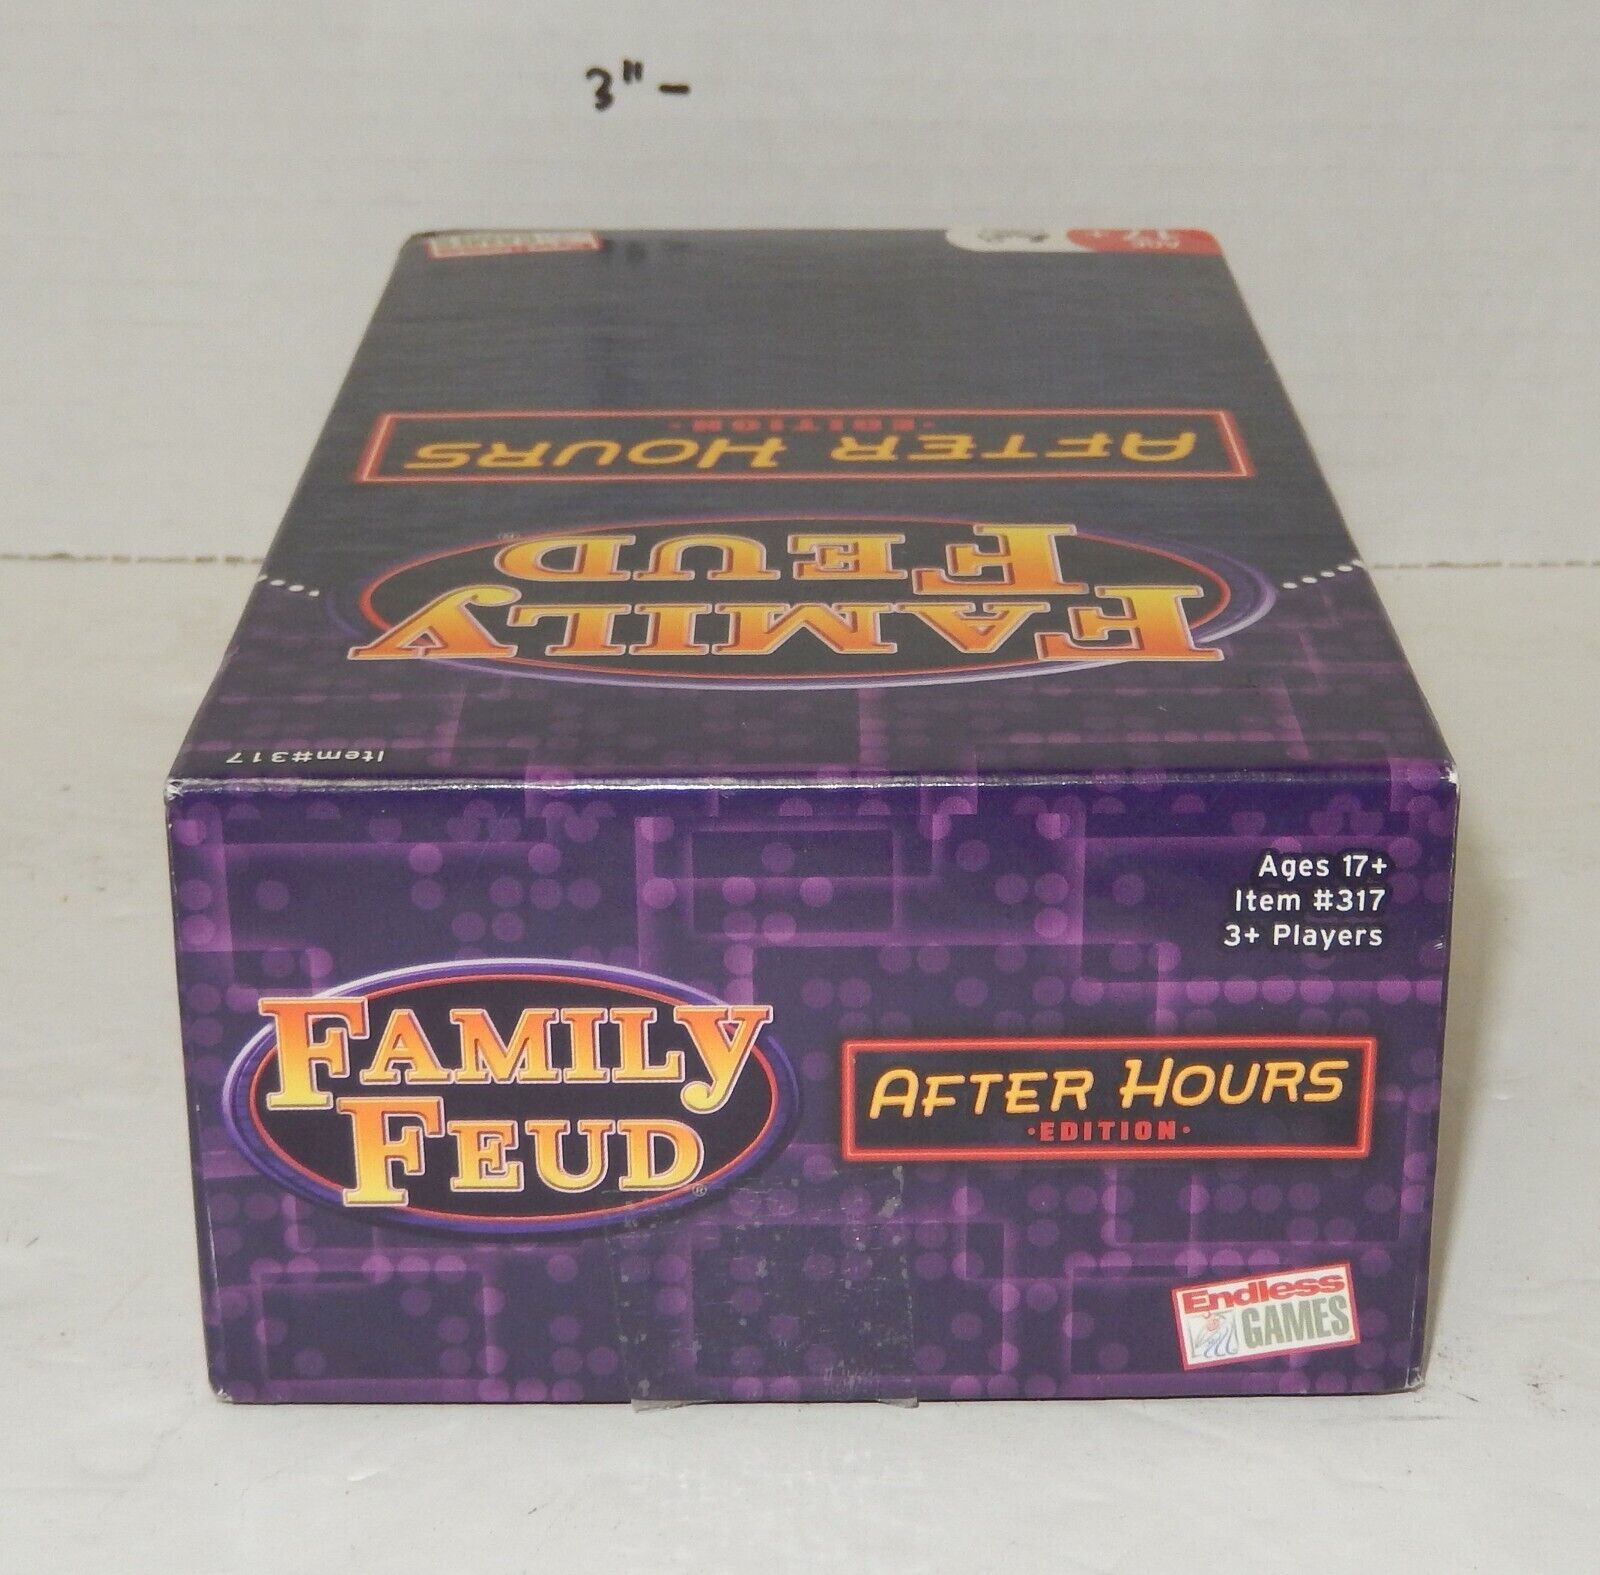 3" -
AFTER HOURS
·EDITION·
FAMILY
FEUD®
Item#317
Ages 17+
Item #317
3+ Players
FAMILY
FEUD®
AFTER HOURS
·EDITION·
Endless
GAMES